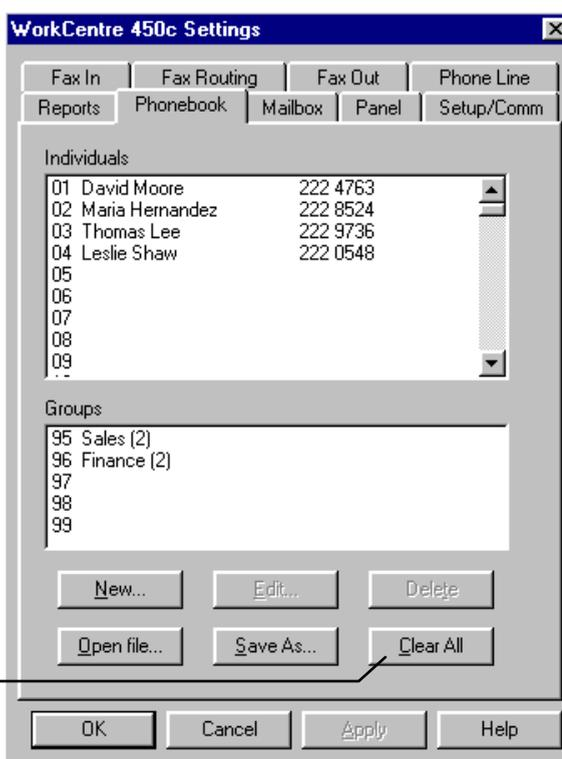 WorkCentre 450c Settings
Fax In Fax Routing Fax Out Phone Line
Reports Phonebook Mailbox Panel Setup/Comm
Individuals
01 David Moore 222 4763
02 Maria Hernandez 222 8524
03 Thomas Lee 222 9736
04 Leslie Shaw 222 0548
05
06
07
08
09
Groups
95 Sales (2)
96 Finance (2)
97
98
99
New... Edit... Delete
Open file... Save As... Clear All
OK Cancel Apply Help